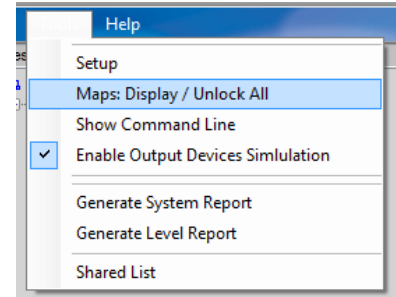 Help
Setup
Maps: Display / Unlock All
Show Command Line
Enable Output Devices Simlulation
Generate System Report
Generate Level Report
Shared List